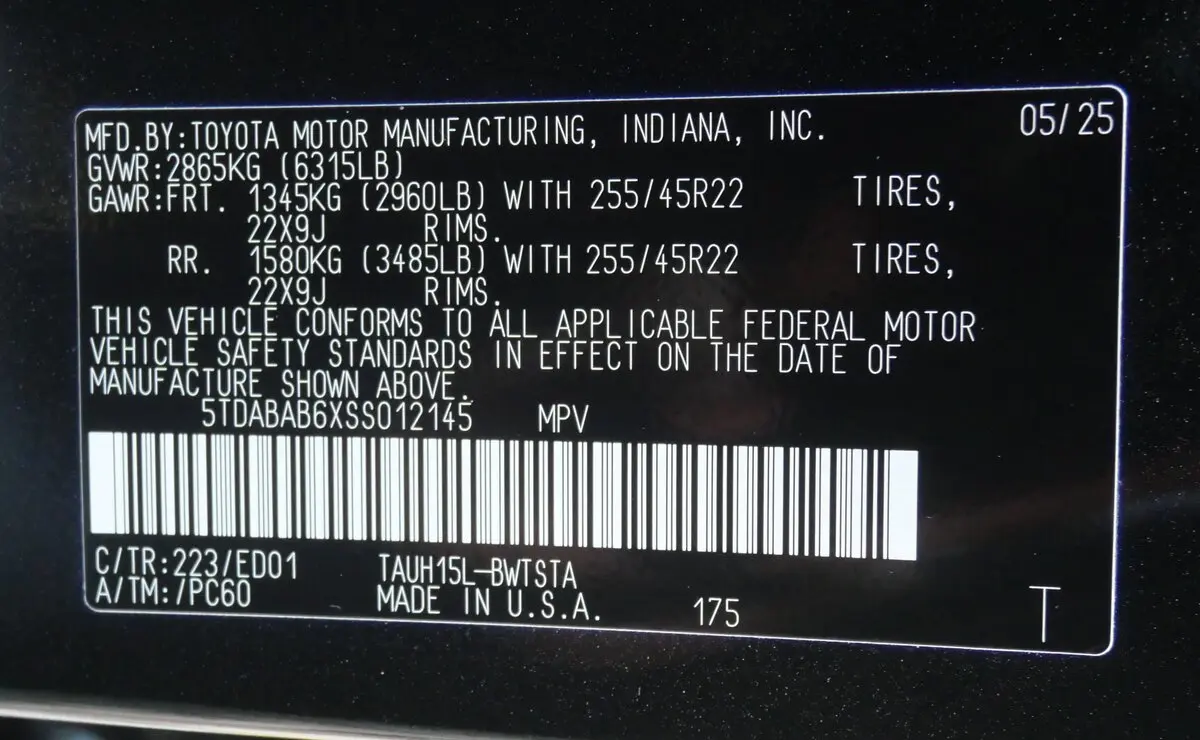 MFD.BY:TOYOTA MOTOR MANUFACTURING, INDIANA, INC. 05/25
GVWR:2865KG (6315LB)
GAWR:FRT. 1345KG (2960LB) WITH 255/45R22 TIRES,
22X9J RIMS.
RR. 1580KG (3485LB) WITH 255/45R22 TIRES,
22X9J RIMS.
THIS VEHICLE CONFORMS TO ALL APPLICABLE FEDERAL MOTOR
VEHICLE SAFETY STANDARDS IN EFFECT ON THE DATE OF
MANUFACTURE SHOWN ABOVE.
5TDABAB6XSS012145 MPV
C/TR:223/ED01 TAUH15L-BWTSTA
A/TM:/PC60 MADE IN U.S.A. 175 T